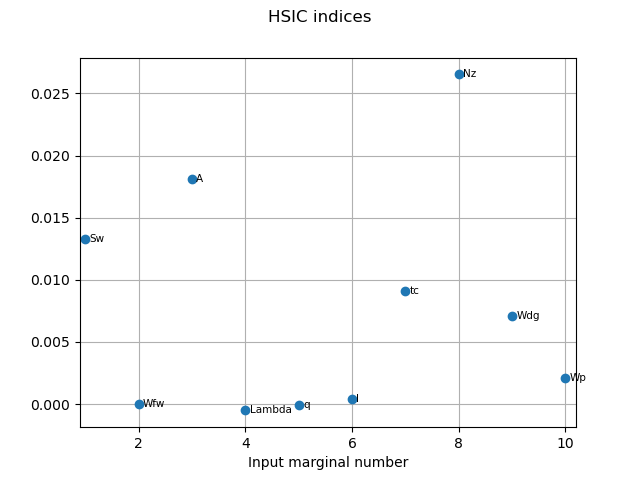 HSIC indices
0.025
0.020
0.015
0.010
0.005
0.000
Nz
A
Sw
tc
Wdg
Wp
Wfw
Lambda
q
l
2
4
6
8
10
Input marginal number